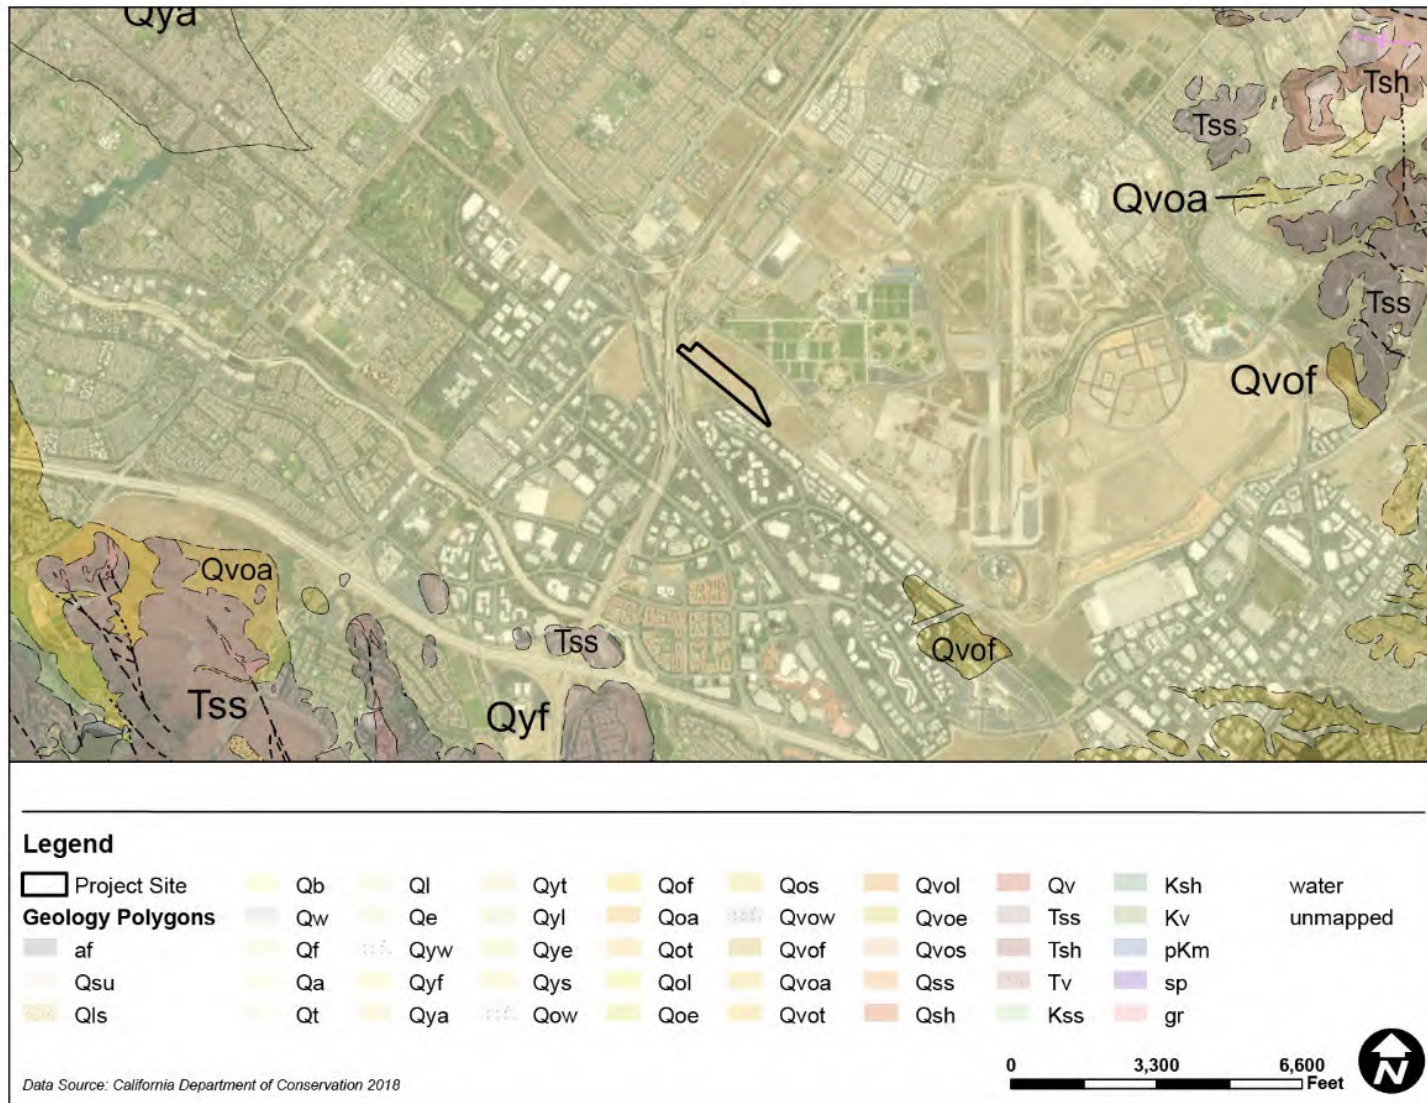 Qya
Tsh
Tss
Qvoa
Tss
Qvof
Qvoa
Tss
Qvof
Tss
Qyf
Legend
Project Site
Geology Polygons
af
Qsu
Qls
Qb
Qw
Qf
Qa
Qt
Ql
Qe
Qyw
Qyf
Qya
Qyt
Qyl
Qye
Qys
Qow
Qof
Qoa
Qot
Qol
Qoe
Qos
Qvow
Qvof
Qvoa
Qvot
Qvol
Qvoe
Qvos
Qss
Qsh
Qv
Tss
Tsh
Tv
Kss
Ksh
Kv
pKm
sp
gr
water
unmapped
0 3,300 6,600
Feet
N
Data Source: California Department of Conservation 2018